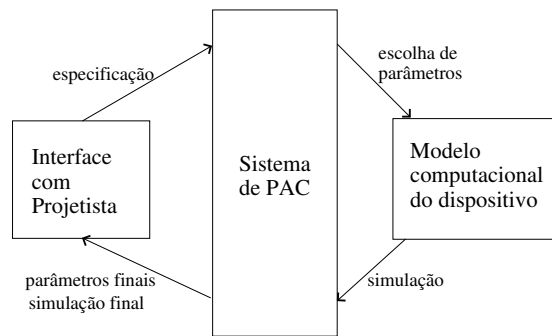 especificação
escolha de
parâmetros
Interface
com
Projetista
Sistema
de PAC
Modelo
computacional
do dispositivo
parâmetros finais
simulação final
simulação